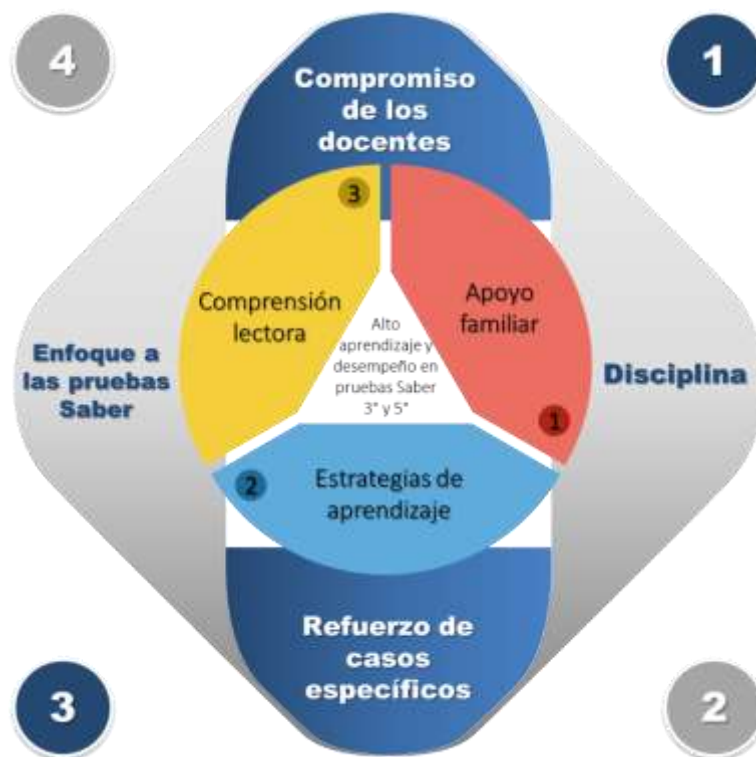 4
1
Compromiso
de los
docentes
3
Comprensión
lectora
Apoyo
familiar
Alto
aprendizaje y
desempeño en
pruebas Saber
3° y 5°
Enfoque a
las pruebas
Saber
Disciplina
1
2
Estrategias de
aprendizaje
Refuerzo de
casos
específicos
3
2